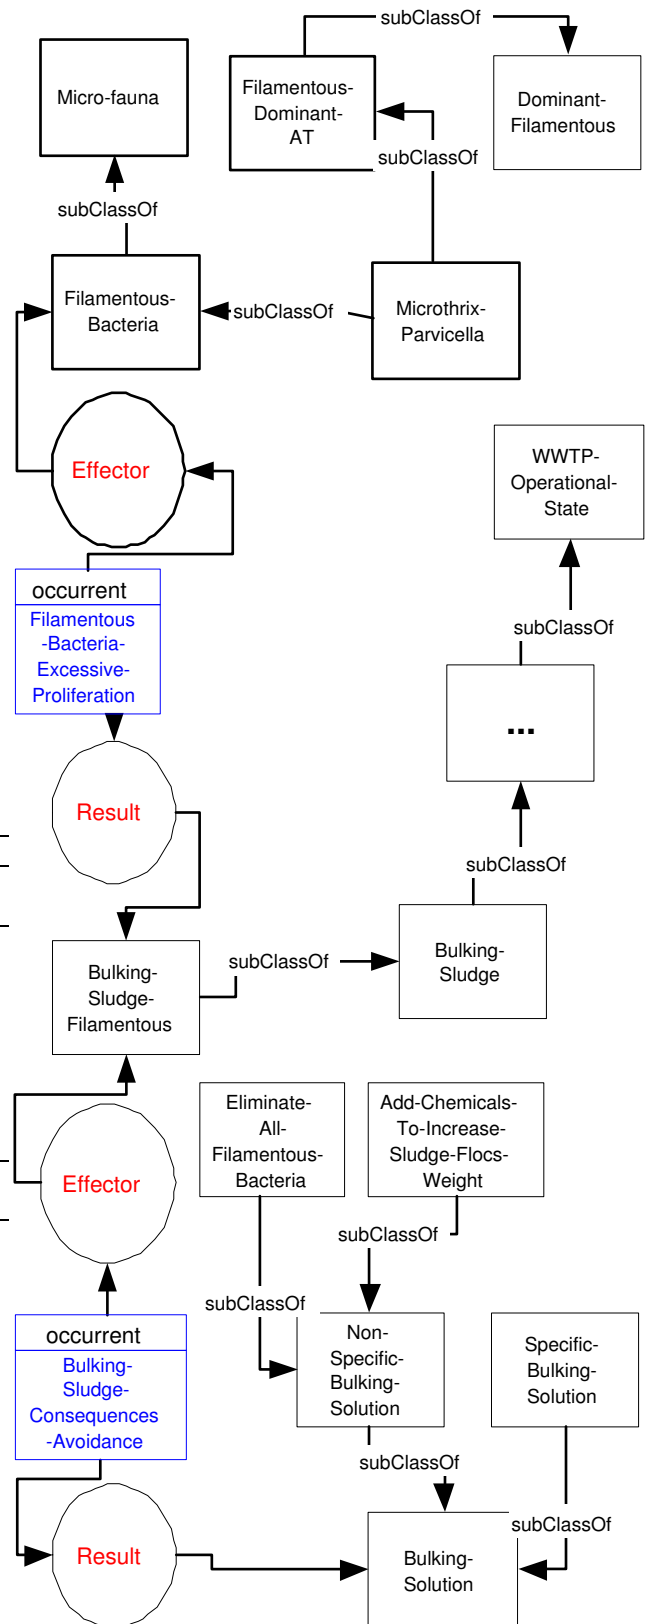 subClassOf
Micro-fauna
Filamentous-
Dominant-
AT
Dominant-
Filamentous
subClassOf
subClassOf
Filamentous-
Bacteria
subClassOf
Microthrix-
Parvicella
Effector
WWTP-
Operational-
State
occurrent
Filamentous
-Bacteria-
Excessive-
Proliferation
subClassOf
...
Result
subClassOf
Bulking-
Sludge-
Filamentous
subClassOf
Bulking-
Sludge
Effector
Eliminate-
All-
Filamentous-
Bacteria
Add-Chemicals-
To-Increase-
Sludge-Flocs-
Weight
subClassOf
subClassOf
occurrent
Bulking-
Sludge-
Consequences
-Avoidance
Non-
Specific-
Bulking-
Solution
Specific-
Bulking-
Solution
subClassOf
subClassOf
Result
Bulking-
Solution